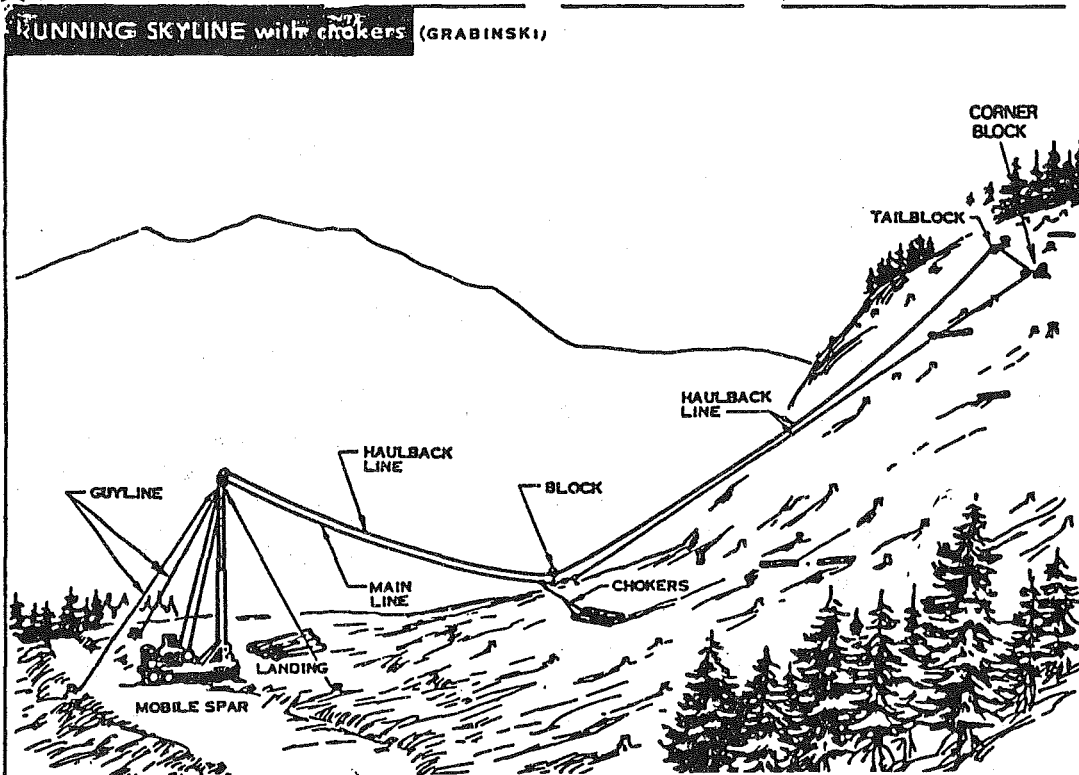 RUNNING SKYLINE with chokers (GRABINSKI)
CORNER
BLOCK
TAILBLOCK
HAULBACK
LINE
HAULBACK
LINE
GUYLINE
BLOCK
MAIN
LINE
CHOKERS
LANDING
MOBILE SPAR